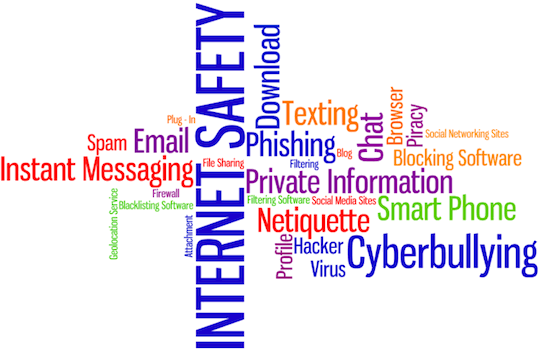 INTERNET SAFETY
Download
Texting
Chat
Browser
Piracy
Social Networking Sites
Plug - In
Spam
Email
Phishing
Blog
Blocking Software
Instant Messaging
File Sharing
Filtering
Private Information
Firewall
Geolocation Service
Blacklisting Software
Attachment
Filtering Software
Social Media Sites
Smart Phone
Netiquette
Profile
Hacker
Virus
Cyberbullying